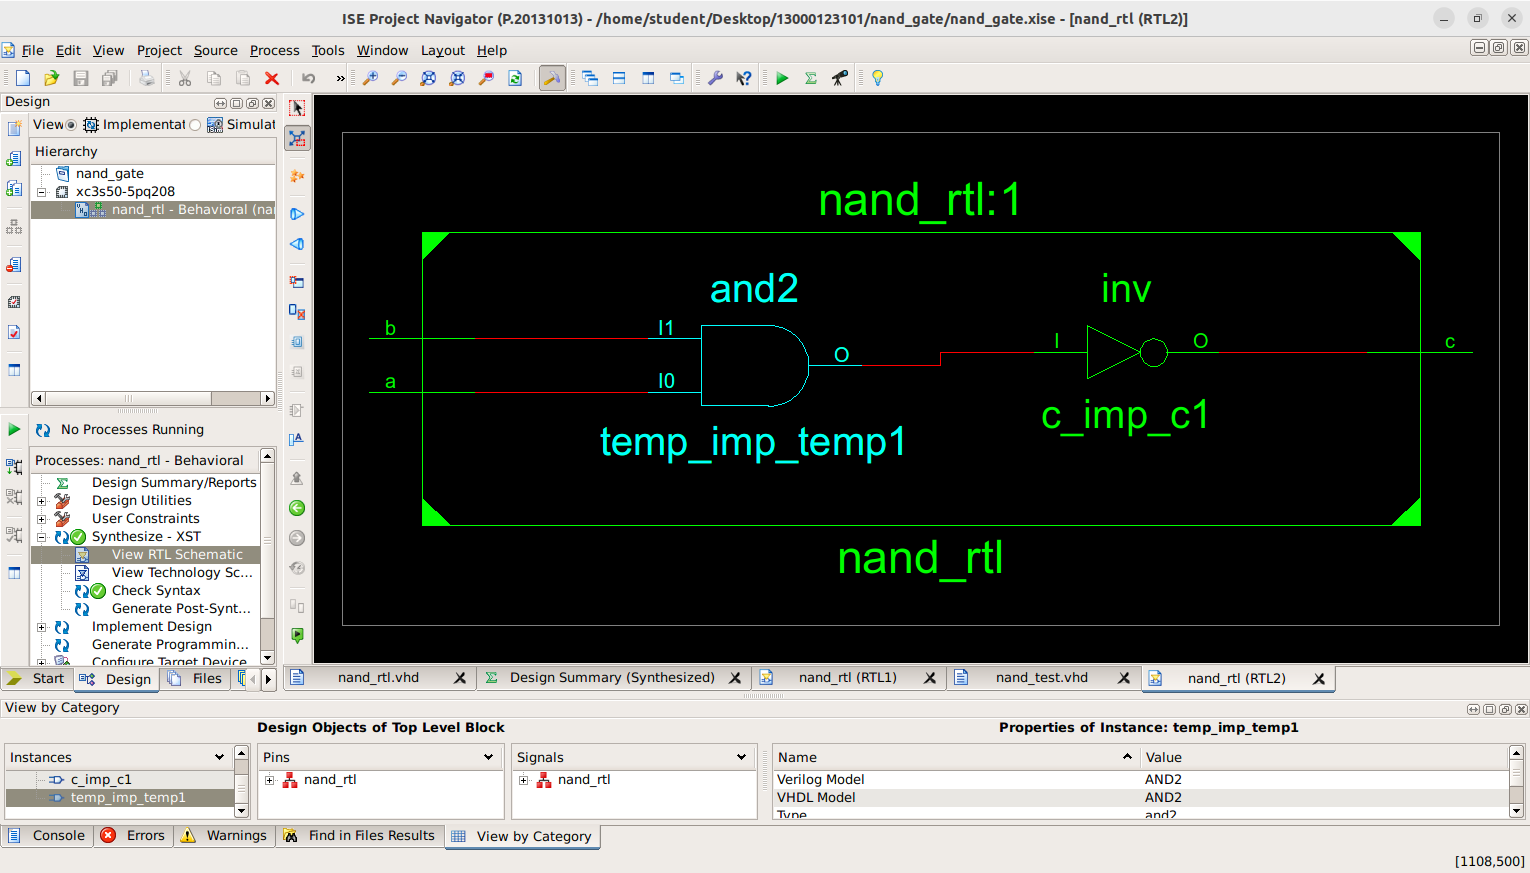 ISE Project Navigator (P.20131013) - /home/student/Desktop/13000123101/nand_gate/nand_gate.xise - [nand_rtl (RTL2)]
File Edit View Project Source Process Tools Window Layout Help
»
Design
View Implementat Simulat
Hierarchy
nand_gate
xc3s50-5pq208
nand_rtl - Behavioral (nan
No Processes Running
Processes: nand_rtl - Behavioral
Design Summary/Reports
Design Utilities
User Constraints
Synthesize - XST
View RTL Schematic
View Technology Sc...
Check Syntax
Generate Post-Synt...
Implement Design
Generate Programmin...
Configure Target Device
Start Design Files
nand_rtl:1
and2
inv
b I1
O
I O c
a I0
temp_imp_temp1
c_imp_c1
nand_rtl
nand_rtl.vhd Design Summary (Synthesized) nand_rtl (RTL1) nand_test.vhd nand_rtl (RTL2)
View by Category
Design Objects of Top Level Block
Properties of Instance: temp_imp_temp1
Instances Pins Signals Name Value
c_imp_c1 nand_rtl nand_rtl Verilog Model AND2
temp_imp_temp1 VHDL Model AND2
Type and2
Console Errors Warnings Find in Files Results View by Category
[1108,500]